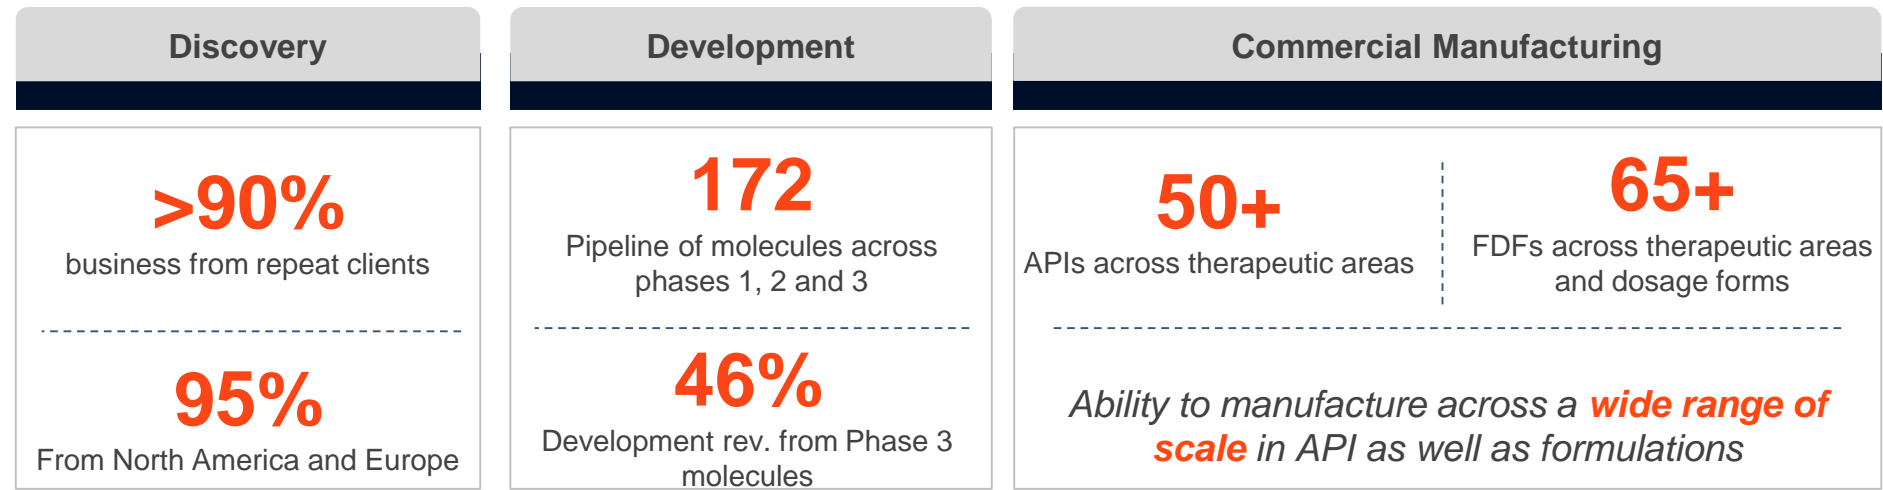 Discovery
>90%
business from repeat clients
95%
From North America and Europe
Development
172
Pipeline of molecules across
phases 1, 2 and 3
46%
Development rev. from Phase 3
molecules
Commercial Manufacturing
50+
APIs across therapeutic areas
65+
FDFs across therapeutic areas
and dosage forms
Ability to manufacture across a wide range of
scale in API as well as formulations